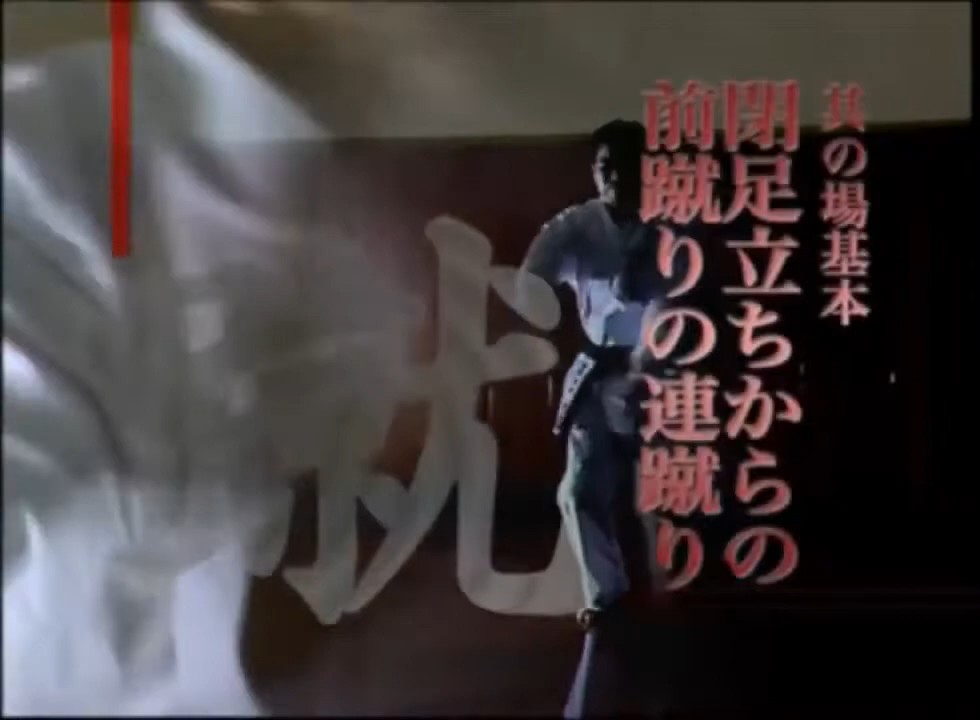 其の場基本
閉足立ちからの
前蹴りの連蹴り